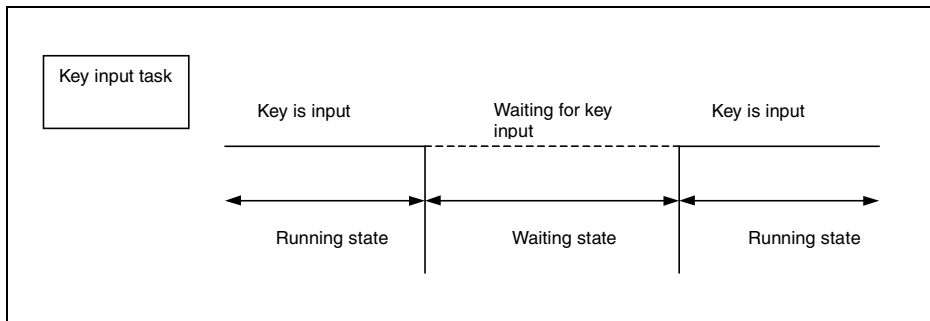 Key input task
Key is input
Waiting for key
input
Key is input
Running state
Waiting state
Running state